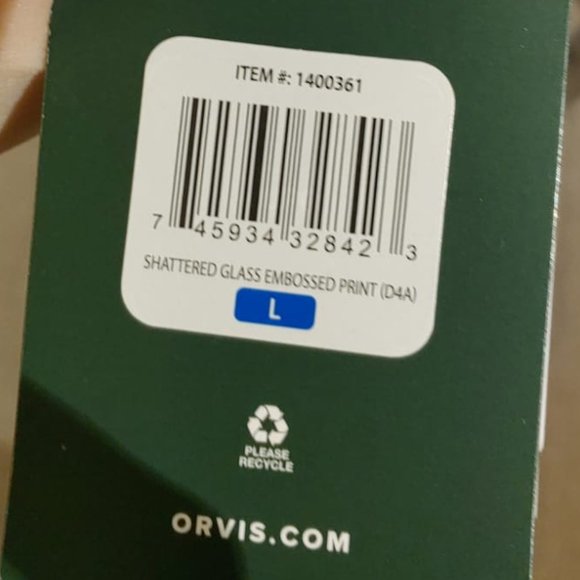 ITEM #: 1400361
7 45934 32842 3
SHATTERED GLASS EMBOSSED PRINT (D4A)
L
PLEASE
RECYCLE
ORVIS.COM